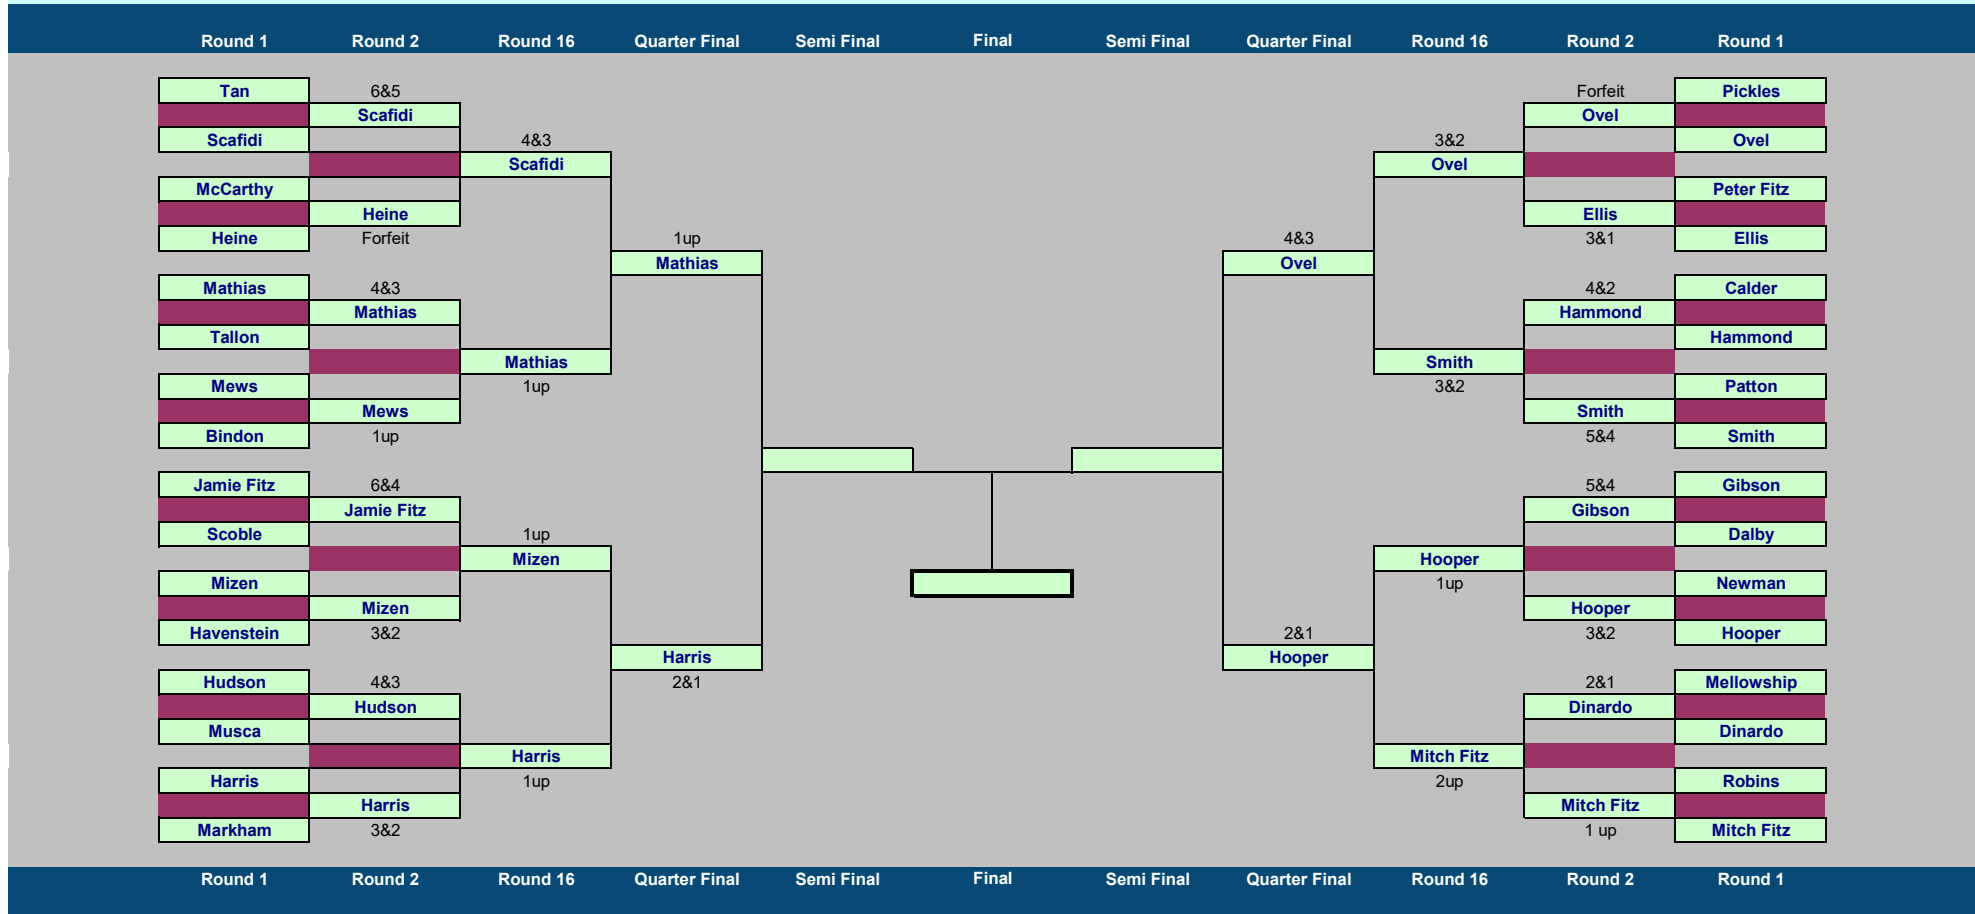 Round 1 Round 2 Round 16 Quarter Final Semi Final Final Semi Final Quarter Final Round 16 Round 2 Round 1
Tan 6&5 Forfeit Pickles
Scafidi Ovel
Scafidi 4&3 3&2 Ovel
Scafidi Ovel
McCarthy Peter Fitz
Heine Ellis
Heine Forfeit 1up 4&3 3&1 Ellis
Mathias Ovel
Mathias 4&3 4&2 Calder
Mathias Hammond
Tallon Hammond
Mathias Smith
Mews 1up 3&2 Patton
Mews Smith
Bindon 1up 5&4 Smith
Jamie Fitz 6&4 5&4 Gibson
Jamie Fitz Gibson
Scoble 1up Dalby
Mizen Hooper
Mizen 1up Newman
Mizen Hooper
Havenstein 3&2 2&1 3&2 Hooper
Harris Hooper
Hudson 4&3 2&1 2&1 Mellowship
Hudson Dinardo
Musca Dinardo
Harris Mitch Fitz
Harris 1up 2up Robins
Harris Mitch Fitz
Markham 3&2 1 up Mitch Fitz
Round 1 Round 2 Round 16 Quarter Final Semi Final Final Semi Final Quarter Final Round 16 Round 2 Round 1